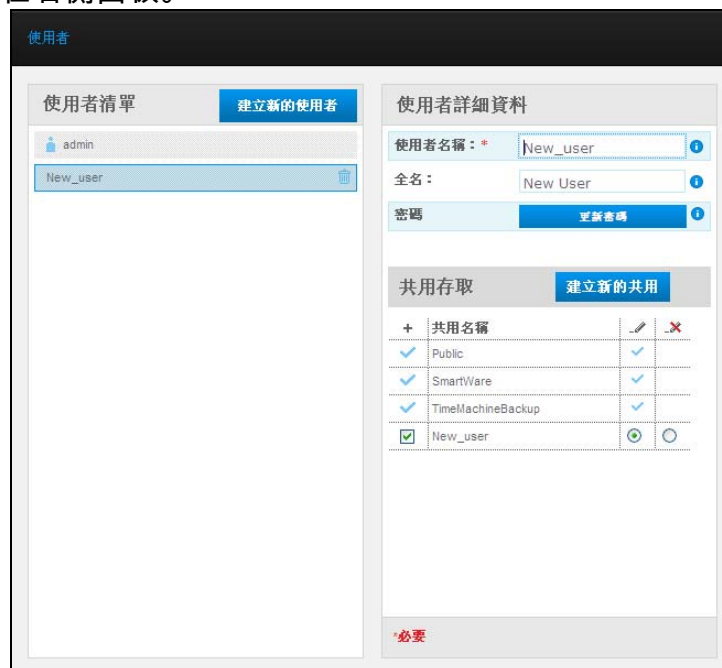 使用者
使用者清單
建立新的使用者
admin
New_user
使用者詳細資料
使用者名稱：*
New_user
全名：
New User
密碼
更新密碼
共用存取
建立新的共用
+ 共用名稱
Public
SmartWare
TimeMachineBackup
New_user
*必要